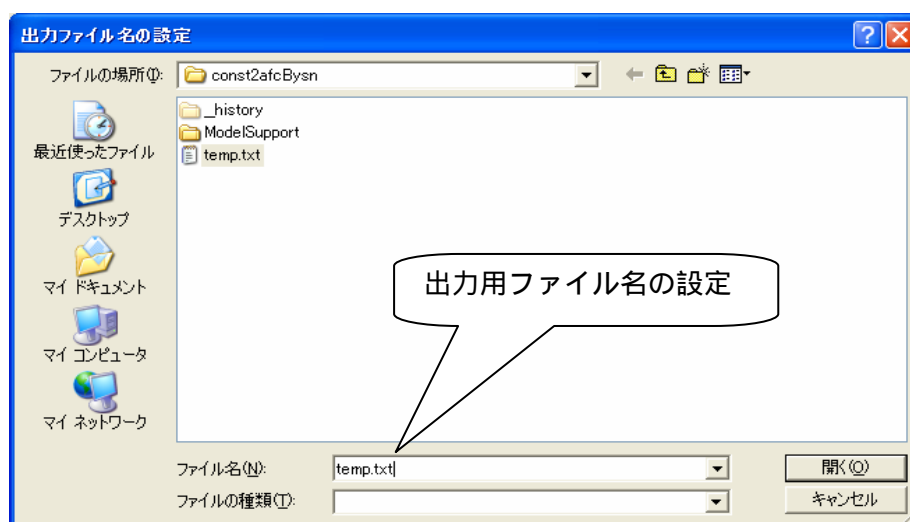 出力ファイル名の設定
ファイルの場所(I):
const2afcBysn
_history
ModelSupport
temp.txt
最近使ったファイル
デスクトップ
マイ ドキュメント
マイ コンピュータ
マイ ネットワーク
出力用ファイル名の設定
ファイル名(N):
temp.txt
開く(O)
ファイルの種類(T):
キャンセル